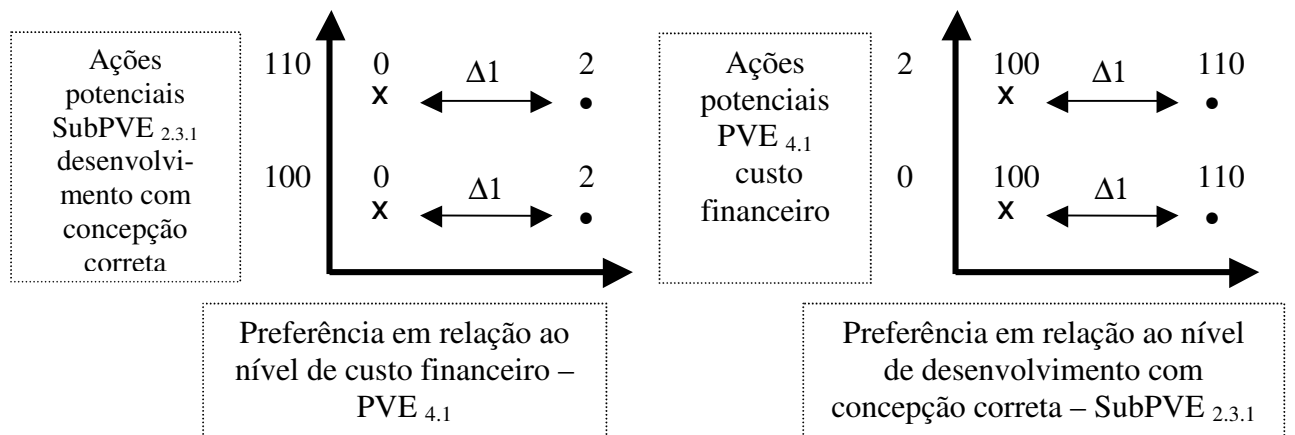 Ações
potenciais
SubPVE 2.3.1
desenvolvi-
mento com
concepção
correta
110
0
Δ1
2
x
•
100
0
Δ1
2
x
•
Preferência em relação ao
nível de custo financeiro –
PVE 4.1
Ações
potenciais
PVE 4.1
custo
financeiro
2
100
Δ1
110
x
•
0
100
Δ1
110
x
•
Preferência em relação ao nível
de desenvolvimento com
concepção correta – SubPVE 2.3.1